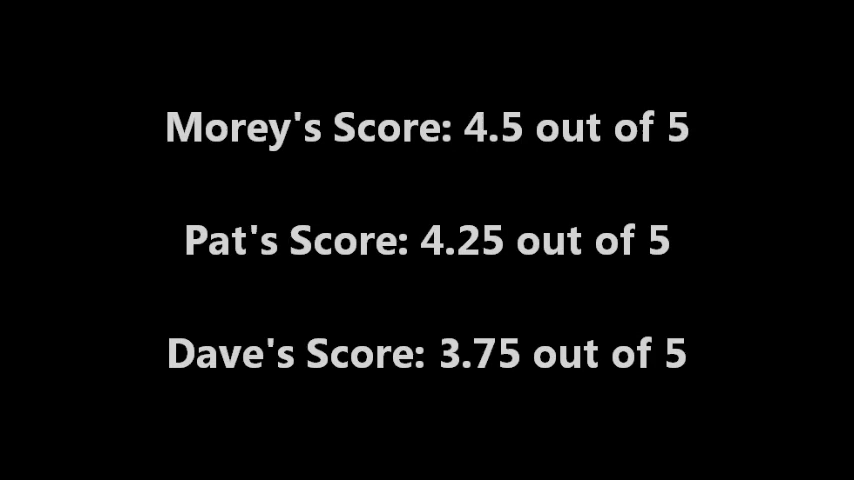 Morey's Score: 4.5 out of 5
Pat's Score: 4.25 out of 5
Dave's Score: 3.75 out of 5